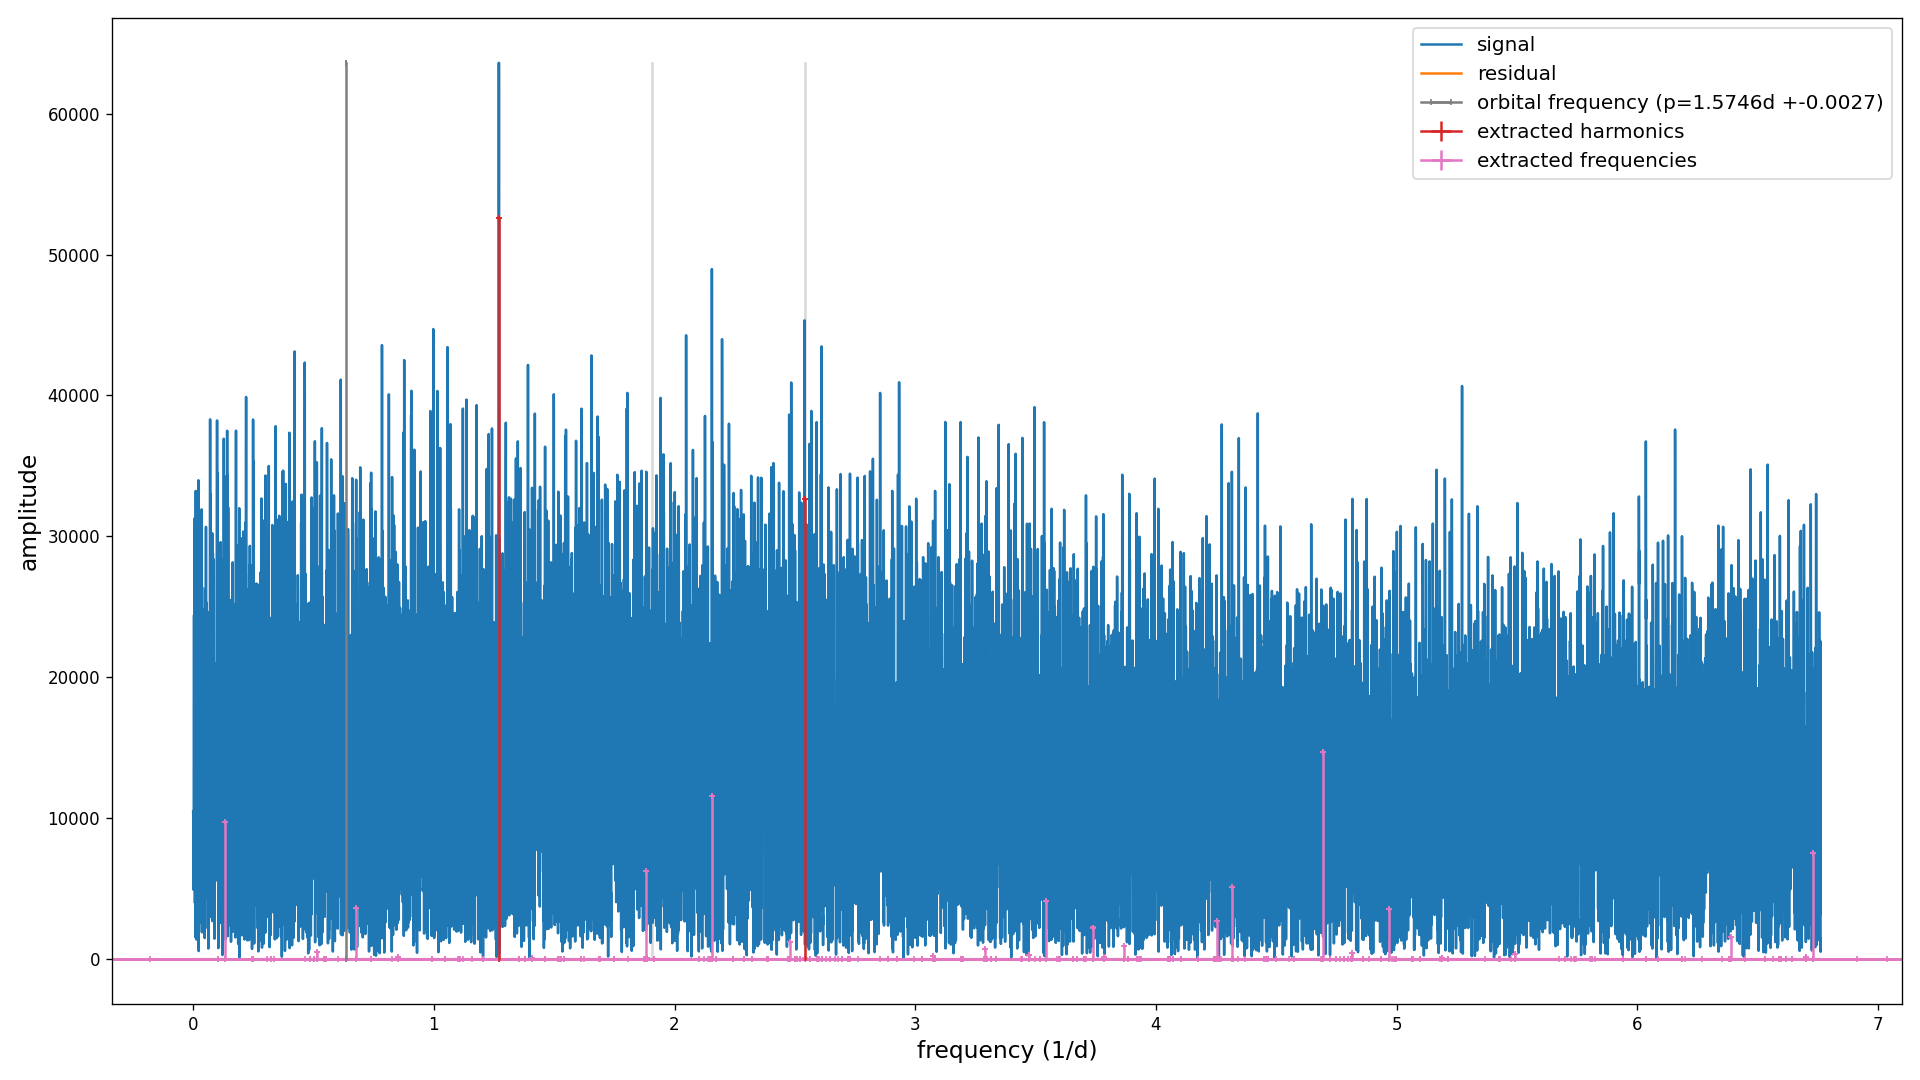 signal
residual
orbital frequency (p=1.5746d +-0.0027)
extracted harmonics
extracted frequencies
amplitude
60000
50000
40000
30000
20000
10000
0
0 1 2 3 4 5 6 7
frequency (1/d)